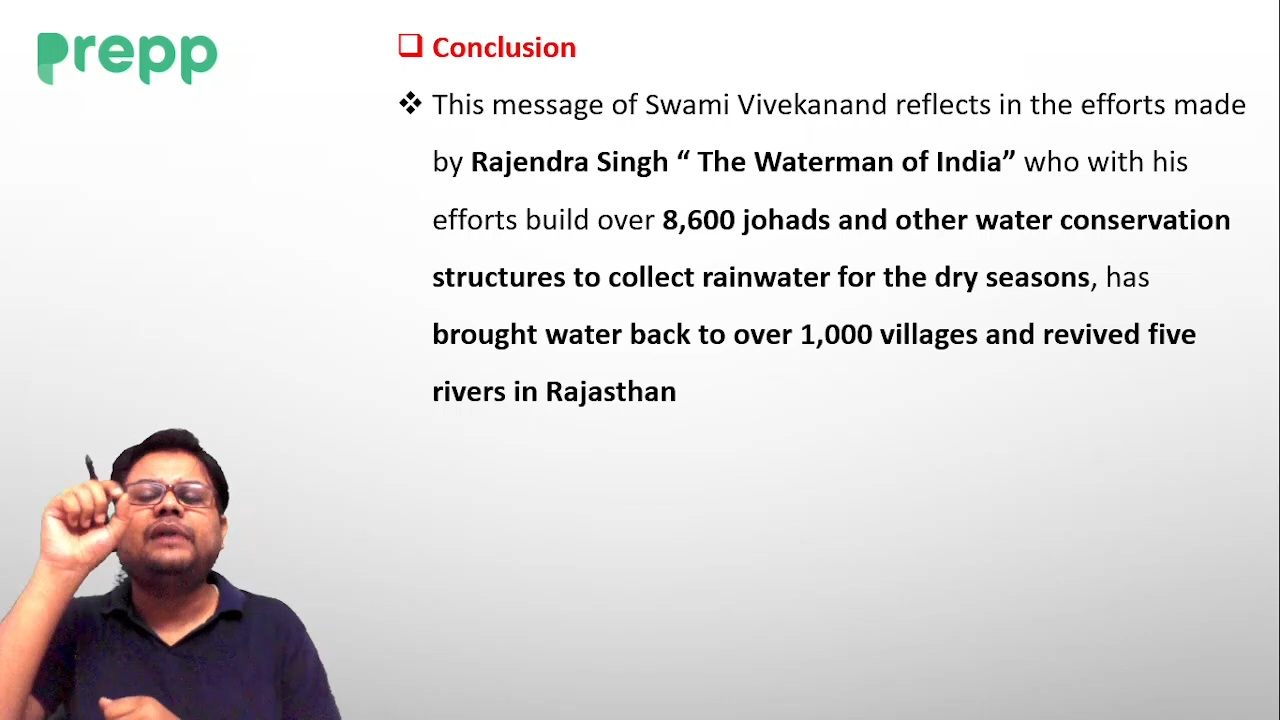 prepp
❑ Conclusion
❖ This message of Swami Vivekanand reflects in the efforts made
by Rajendra Singh “ The Waterman of India” who with his
efforts build over 8,600 johads and other water conservation
structures to collect rainwater for the dry seasons, has
brought water back to over 1,000 villages and revived five
rivers in Rajasthan